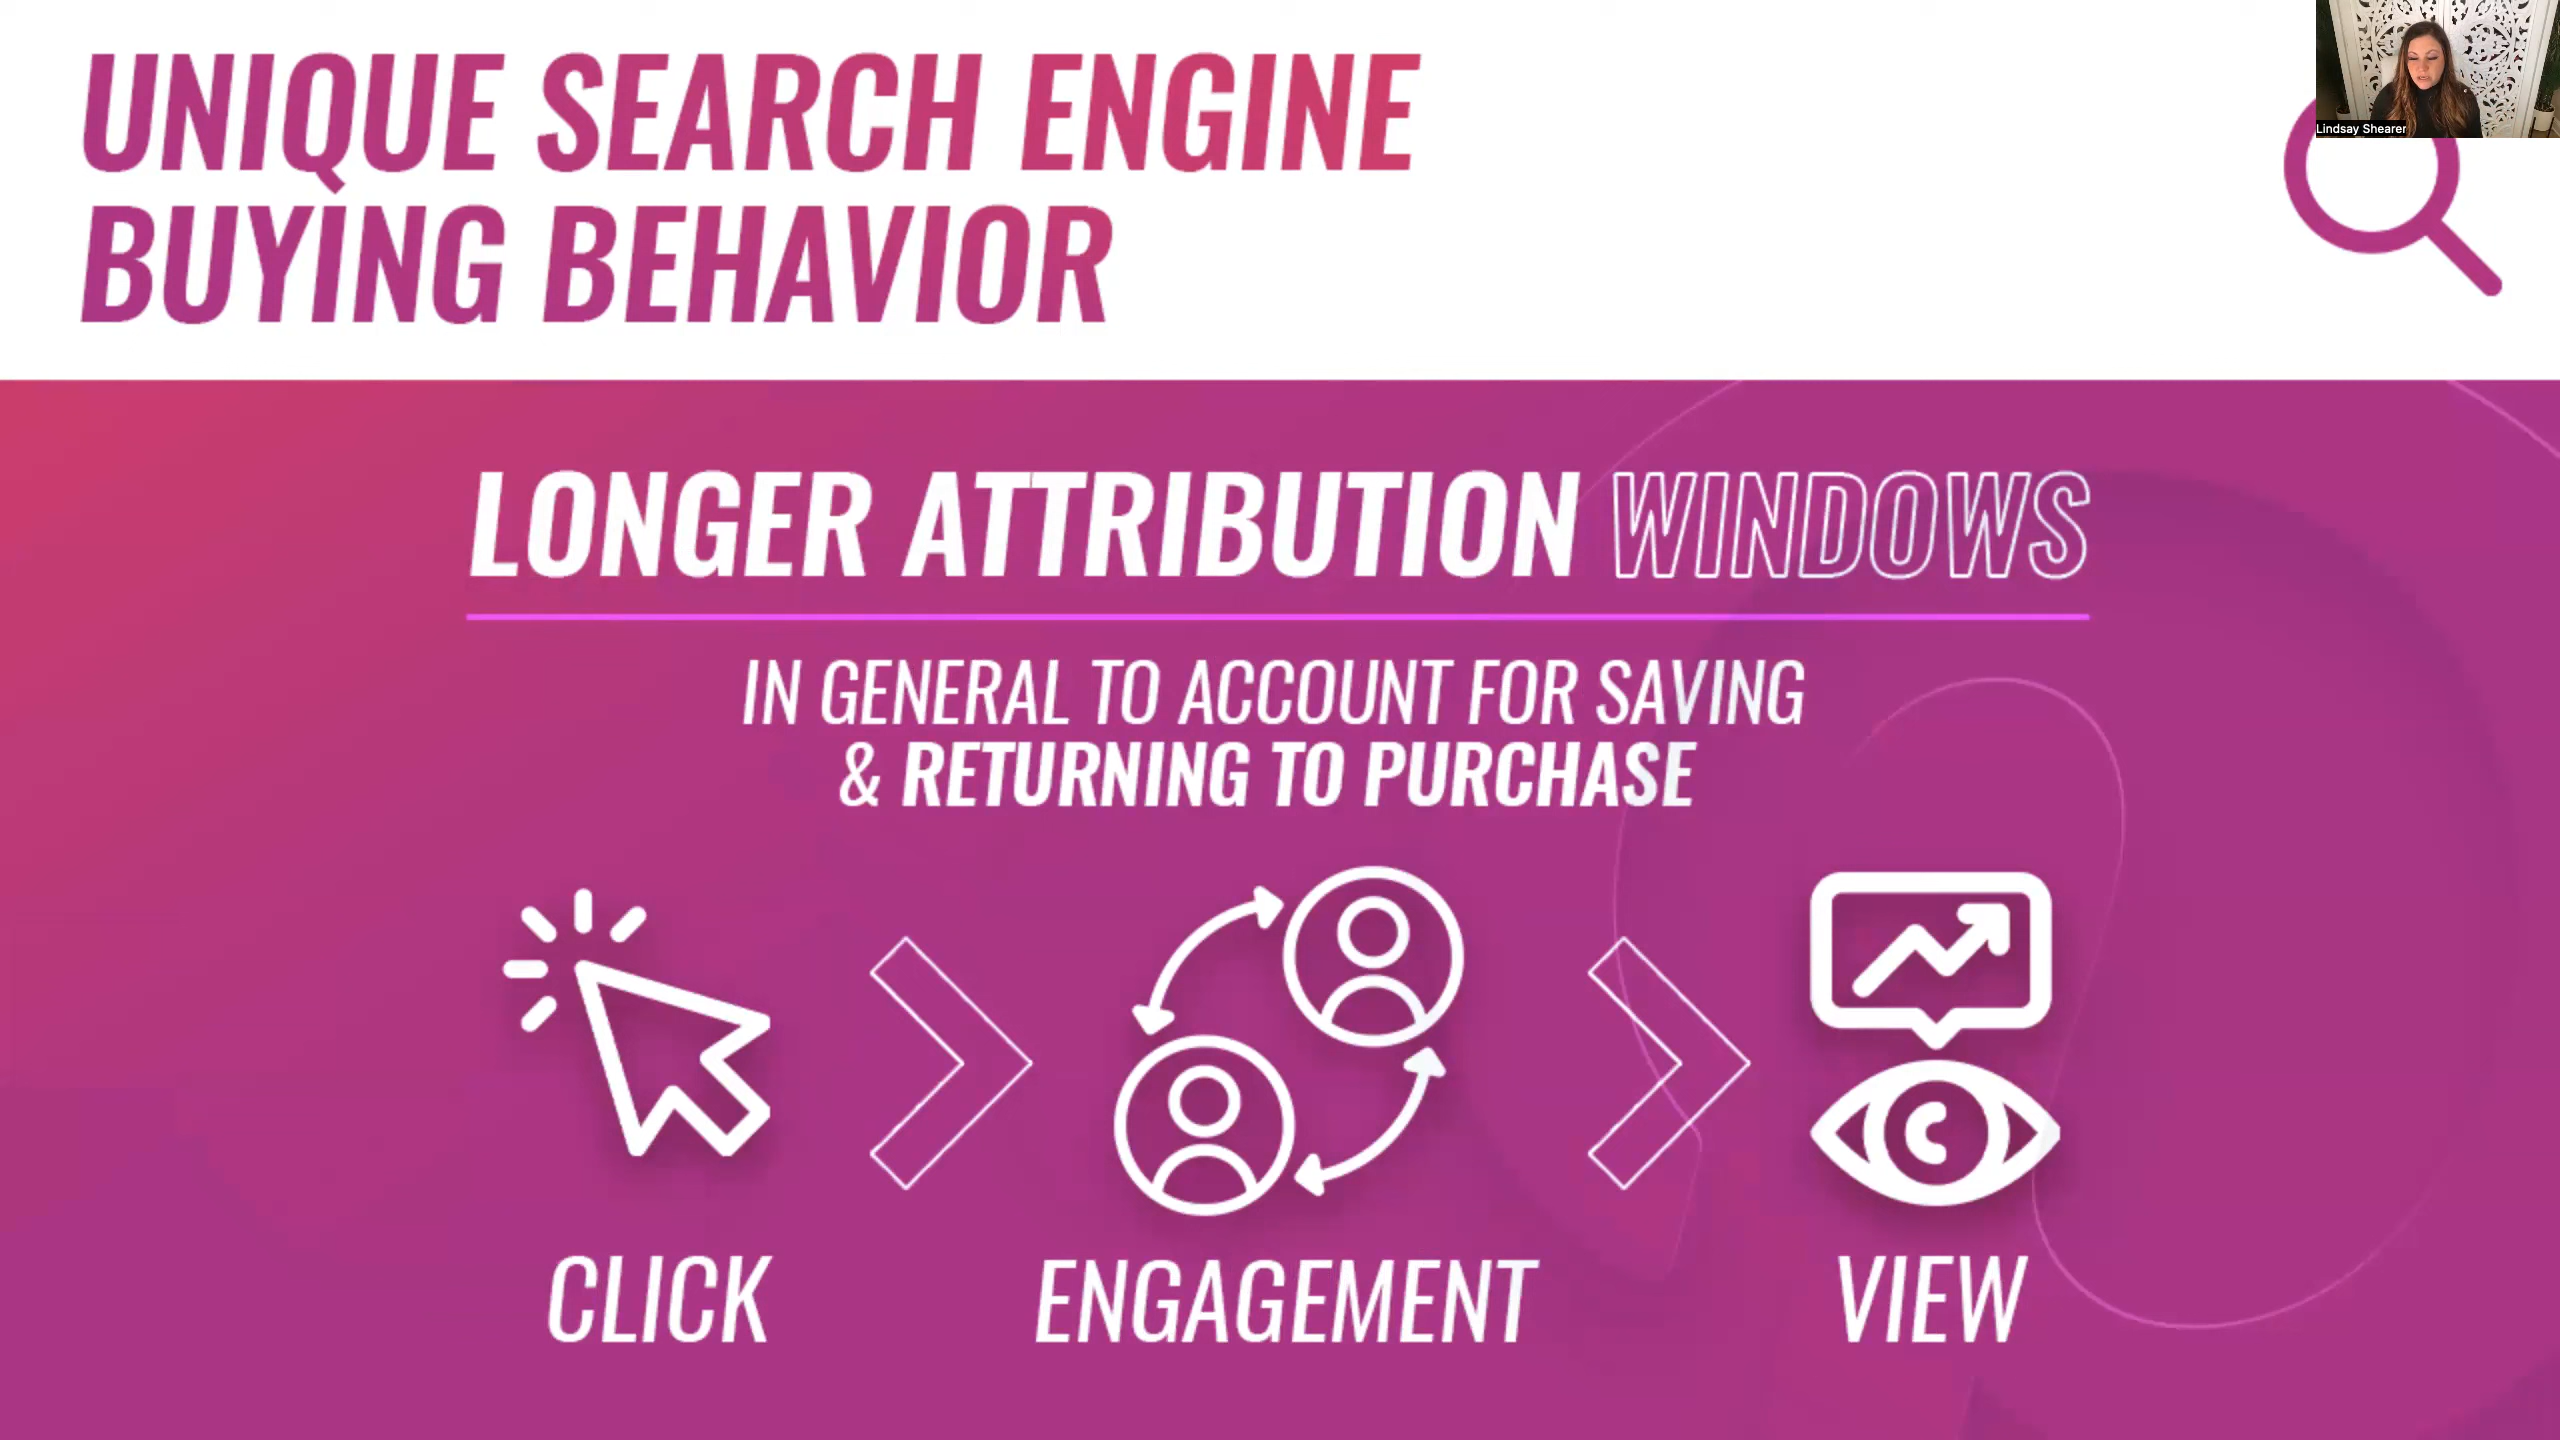 UNIQUE SEARCH ENGINE
BUYING BEHAVIOR
Lindsay Shearer
LONGER ATTRIBUTION WINDOWS
IN GENERAL TO ACCOUNT FOR SAVING
& RETURNING TO PURCHASE
CLICK
ENGAGEMENT
VIEW